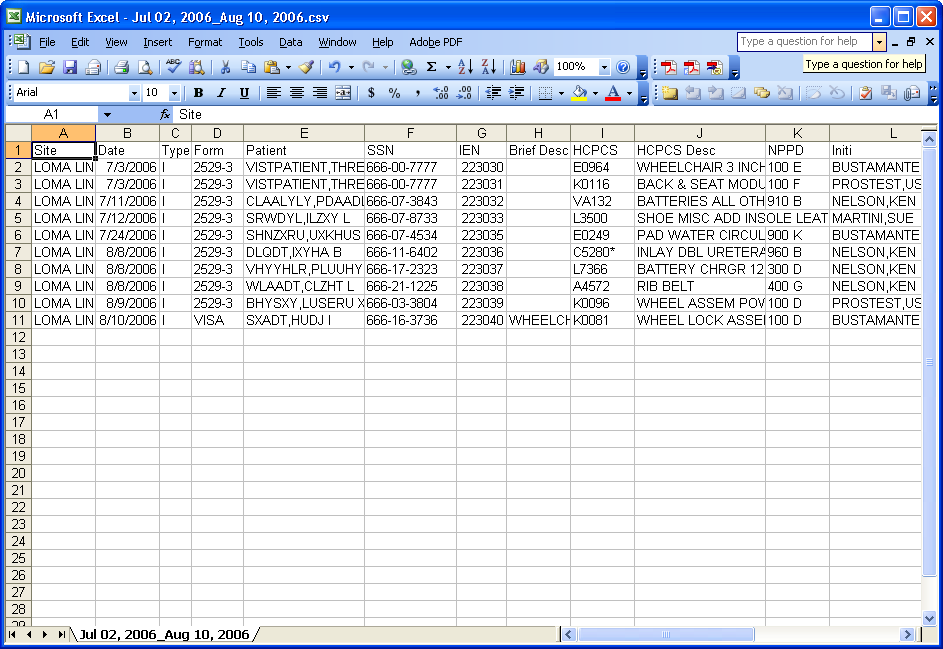 Microsoft Excel - Jul 02, 2006_Aug 10, 2006.csv
File Edit View Insert Format Tools Data Window Help Adobe PDF Type a question for help
100% Type a question for help
Arial 10 B I U $ % ,
A1 fx Site
A B C D E F G H I J K L
1 Site Date Type Form Patient SSN IEN Brief Desc HCPCS HCPCS Desc NPPD Initi
2 LOMA LIN 7/3/2006 I 2529-3 VISTPATIENT,THRE 666-00-7777 223030 E0964 WHEELCHAIR 3 INCH 100 E BUSTAMANTE
3 LOMA LIN 7/3/2006 I 2529-3 VISTPATIENT,THRE 666-00-7777 223031 K0116 BACK & SEAT MODU 100 F PROSTEST,US
4 LOMA LIN 7/11/2006 I 2529-3 CLAALYLY,PDAADI 666-07-3843 223032 VA132 BATTERIES ALL OTH 910 B NELSON,KEN
5 LOMA LIN 7/12/2006 I 2529-3 SRWDYL,ILZXY L 666-07-8733 223033 L3500 SHOE MISC ADD INSOLE LEAT MARTINI,SUE
6 LOMA LIN 7/24/2006 I 2529-3 SHNZXRU,UXKHUS 666-07-4534 223035 E0249 PAD WATER CIRCUL 900 K BUSTAMANTE
7 LOMA LIN 8/8/2006 I 2529-3 DLQDT,IXYHA B 666-11-6402 223036 C5280* INLAY DBL URETERA 960 B NELSON,KEN
8 LOMA LIN 8/8/2006 I 2529-3 VHYYHLR,PLUUHY 666-17-2323 223037 L7366 BATTERY CHRGR 12 300 D NELSON,KEN
9 LOMA LIN 8/8/2006 I 2529-3 WLAADT,CLZHT L 666-21-1225 223038 A4572 RIB BELT 400 G NELSON,KEN
10 LOMA LIN 8/9/2006 I 2529-3 BHYSXY,LUSERU X 666-03-3804 223039 K0096 WHEEL ASSEM POW 100 D PROSTEST,US
11 LOMA LIN 8/10/2006 I VISA SXADT,HUDJ I 666-16-3736 223040 WHEELCH K0081 WHEEL LOCK ASSE 100 D BUSTAMANTE
12
13
14
15
16
17
18
19
20
21
22
23
24
25
26
27
28
29
Jul 02, 2006_Aug 10, 2006